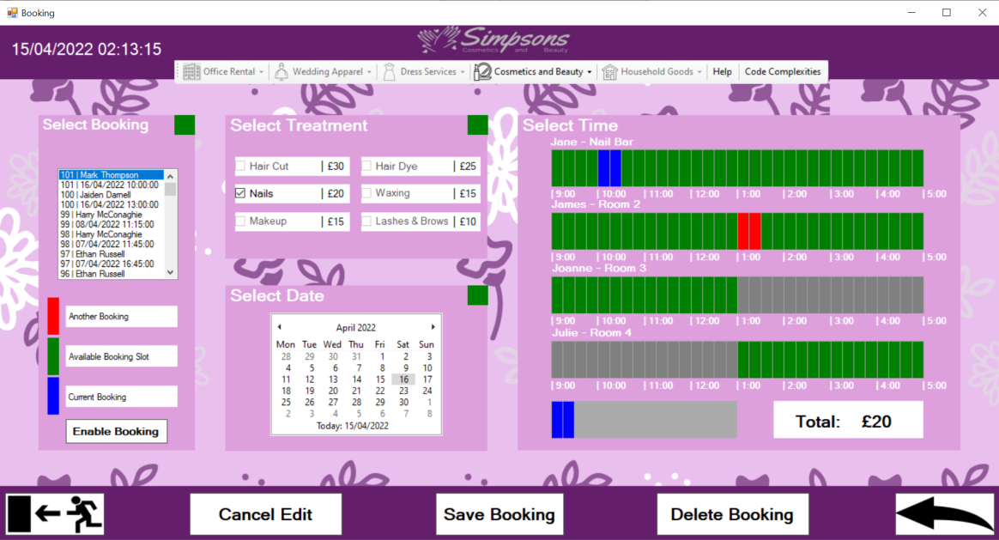 Booking
15/04/2022 02:13:15
Simpsons
Cosmetics and Beauty
Office Rental
Wedding Apparel
Dress Services
Cosmetics and Beauty
Household Goods
Help
Code Complexities
Select Booking
101 | Mark Thompson
101 | 16/04/2022 10:00:00
100 | Jaiden Darnell
100 | 16/04/2022 13:00:00
99 | Harry McConaghie
99 | 08/04/2022 11:15:00
98 | Harry McConaghie
98 | 07/04/2022 11:45:00
97 | Ethan Russell
97 | 07/04/2022 16:45:00
96 | Ethan Russell
Another Booking
Available Booking Slot
Current Booking
Enable Booking
Select Treatment
Hair Cut | £30
Hair Dye | £25
Nails | £20
Waxing | £15
Makeup | £15
Lashes & Brows | £10
Select Date
April 2022
Mon Tue Wed Thu Fri Sat Sun
28 29 30 31 1 2 3
4 5 6 7 8 9 10
11 12 13 14 15 16 17
18 19 20 21 22 23 24
25 26 27 28 29 30 1
2 3 4 5 6 7 8
Today: 15/04/2022
Select Time
Jane - Nail Bar
|9:00 |10:00 |11:00 |12:00 |1:00 |2:00 |3:00 |4:00 |5:00
James - Room 2
|9:00 |10:00 |11:00 |12:00 |1:00 |2:00 |3:00 |4:00 |5:00
Joanne - Room 3
|9:00 |10:00 |11:00 |12:00 |1:00 |2:00 |3:00 |4:00 |5:00
Julie - Room 4
|9:00 |10:00 |11:00 |12:00 |1:00 |2:00 |3:00 |4:00 |5:00
Total: £20
Cancel Edit
Save Booking
Delete Booking